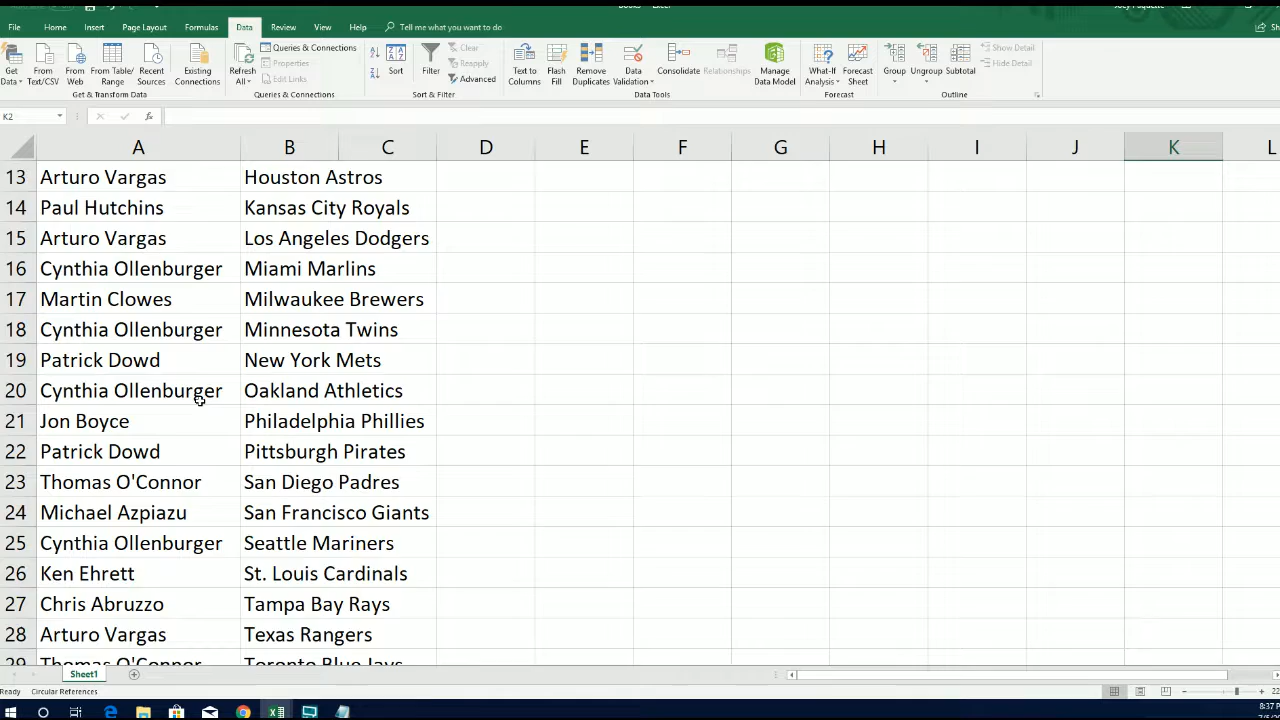 File Home Insert Page Layout Formulas Data Review View Help Tell me what you want to do
Get Data From Text/CSV From Web From Table/ Range Recent Sources Existing Connections Refresh All Queries & Connections Properties Edit Links Sort Filter Clear Reapply Advanced Text to Columns Flash Fill Remove Duplicates Data Validation Consolidate Relationships Manage Data Model What-If Analysis Forecast Sheet Group Ungroup Subtotal Show Detail Hide Detail
Get & Transform Data Queries & Connections Sort & Filter Data Tools Forecast Outline
K2 fx
A B C D E F G H I J K L
13 Arturo Vargas Houston Astros
14 Paul Hutchins Kansas City Royals
15 Arturo Vargas Los Angeles Dodgers
16 Cynthia Ollenburger Miami Marlins
17 Martin Clowes Milwaukee Brewers
18 Cynthia Ollenburger Minnesota Twins
19 Patrick Dowd New York Mets
20 Cynthia Ollenburger Oakland Athletics
21 Jon Boyce Philadelphia Phillies
22 Patrick Dowd Pittsburgh Pirates
23 Thomas O'Connor San Diego Padres
24 Michael Azpiazu San Francisco Giants
25 Cynthia Ollenburger Seattle Mariners
26 Ken Ehrett St. Louis Cardinals
27 Chris Abruzzo Tampa Bay Rays
28 Arturo Vargas Texas Rangers
29 Thomas O'Connor Toronto Blue Jays
Sheet1
Ready Circular References
8:37 P